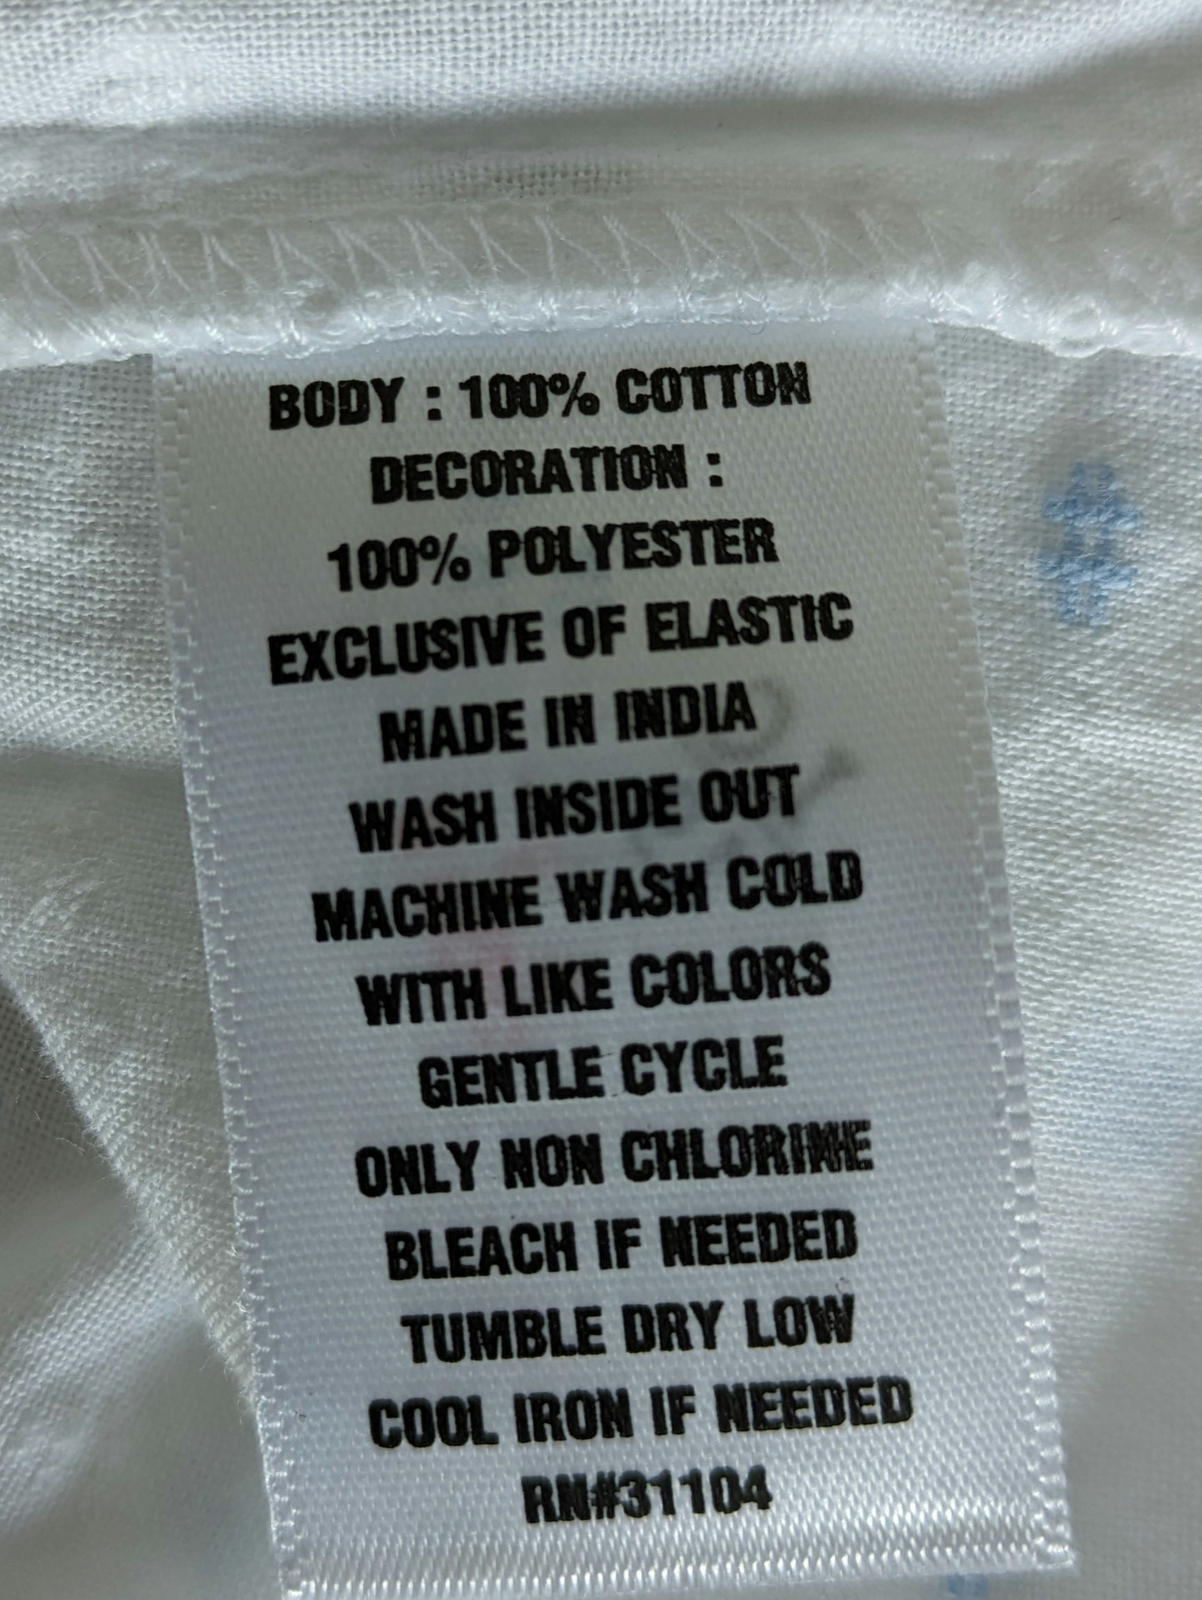 BODY : 100% COTTON
DECORATION :
100% POLYESTER
EXCLUSIVE OF ELASTIC
MADE IN INDIA
WASH INSIDE OUT
MACHINE WASH COLD
WITH LIKE COLORS
GENTLE CYCLE
ONLY NON CHLORINE
BLEACH IF NEEDED
TUMBLE DRY LOW
COOL IRON IF NEEDED
RN#31104